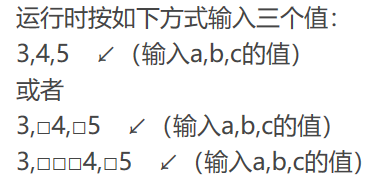 运行时按如下方式输入三个值：
3,4,5 ↙（输入a,b,c的值）
或者
3,□4,□5 ↙（输入a,b,c的值）
3,□□□4,□5 ↙（输入a,b,c的值）